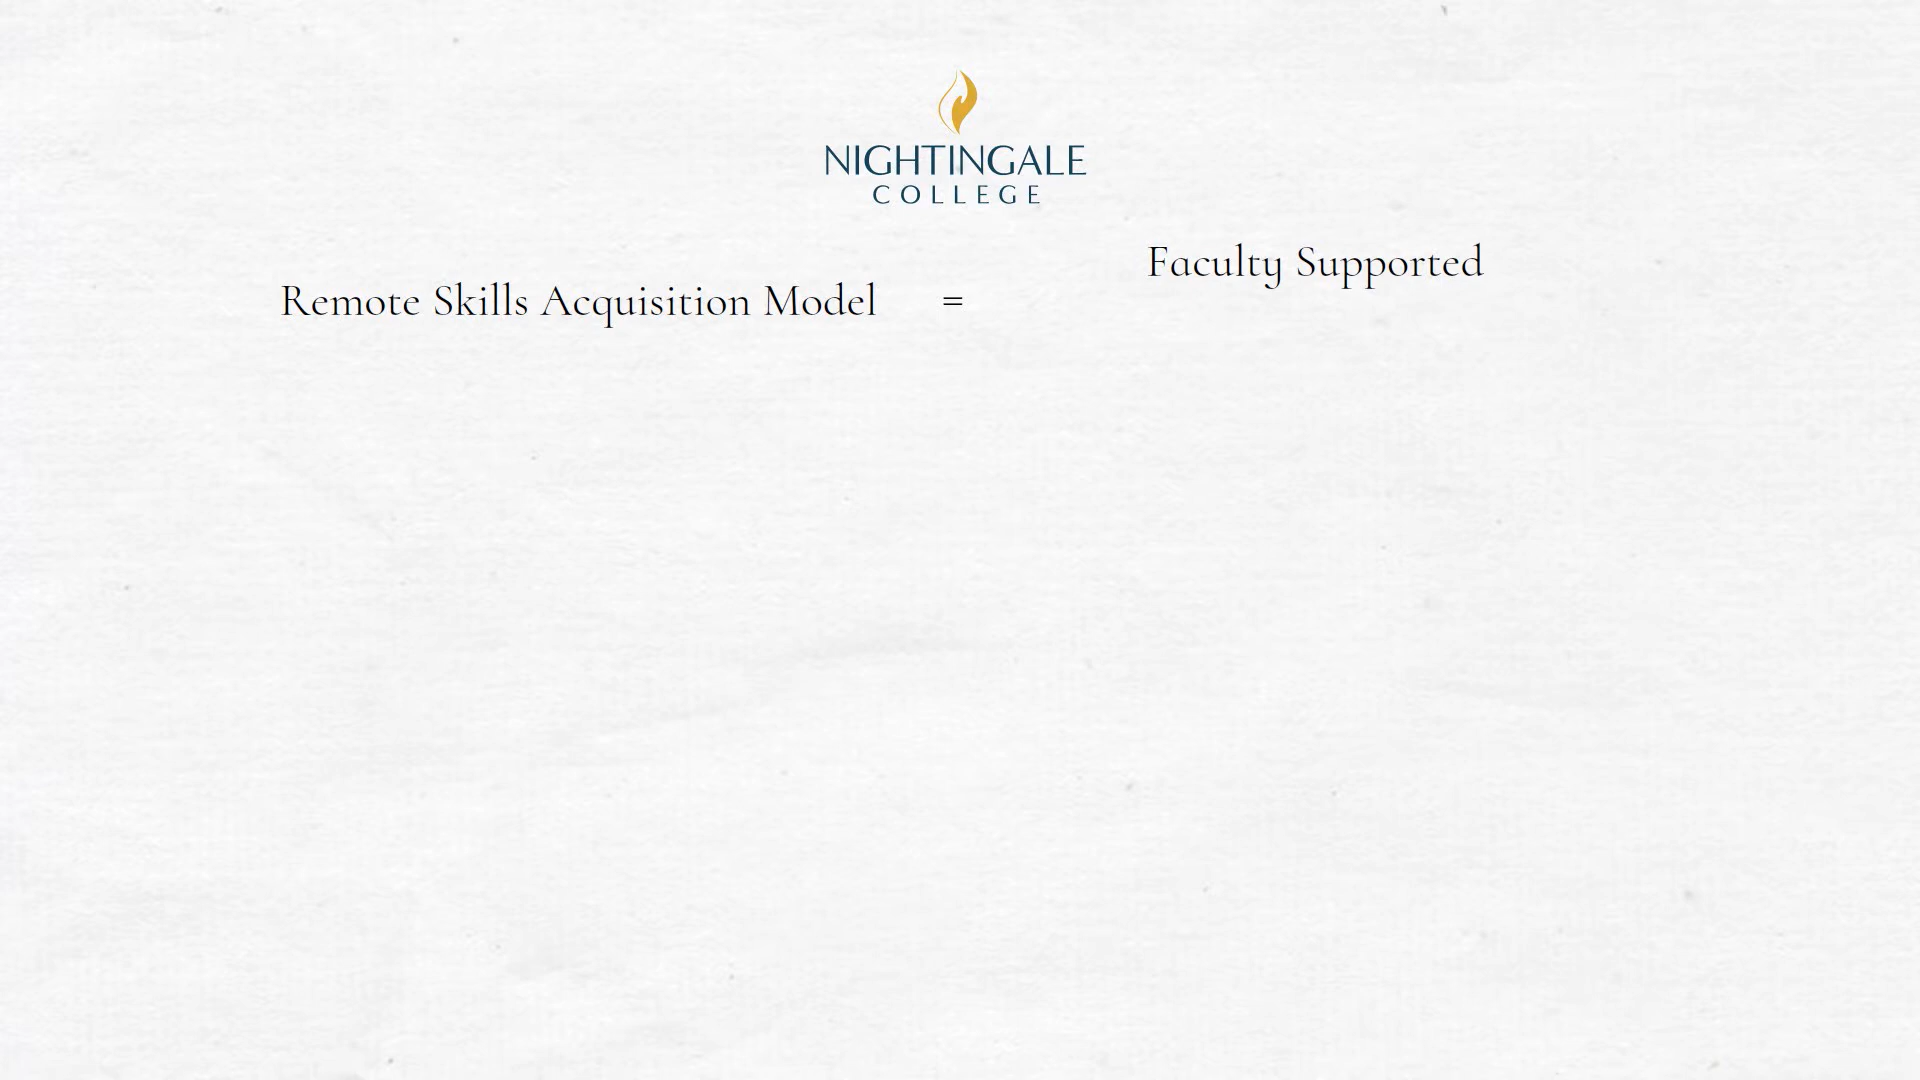 NIGHTINGALE
COLLEGE
Faculty Supported
Remote Skills Acquisition Model =